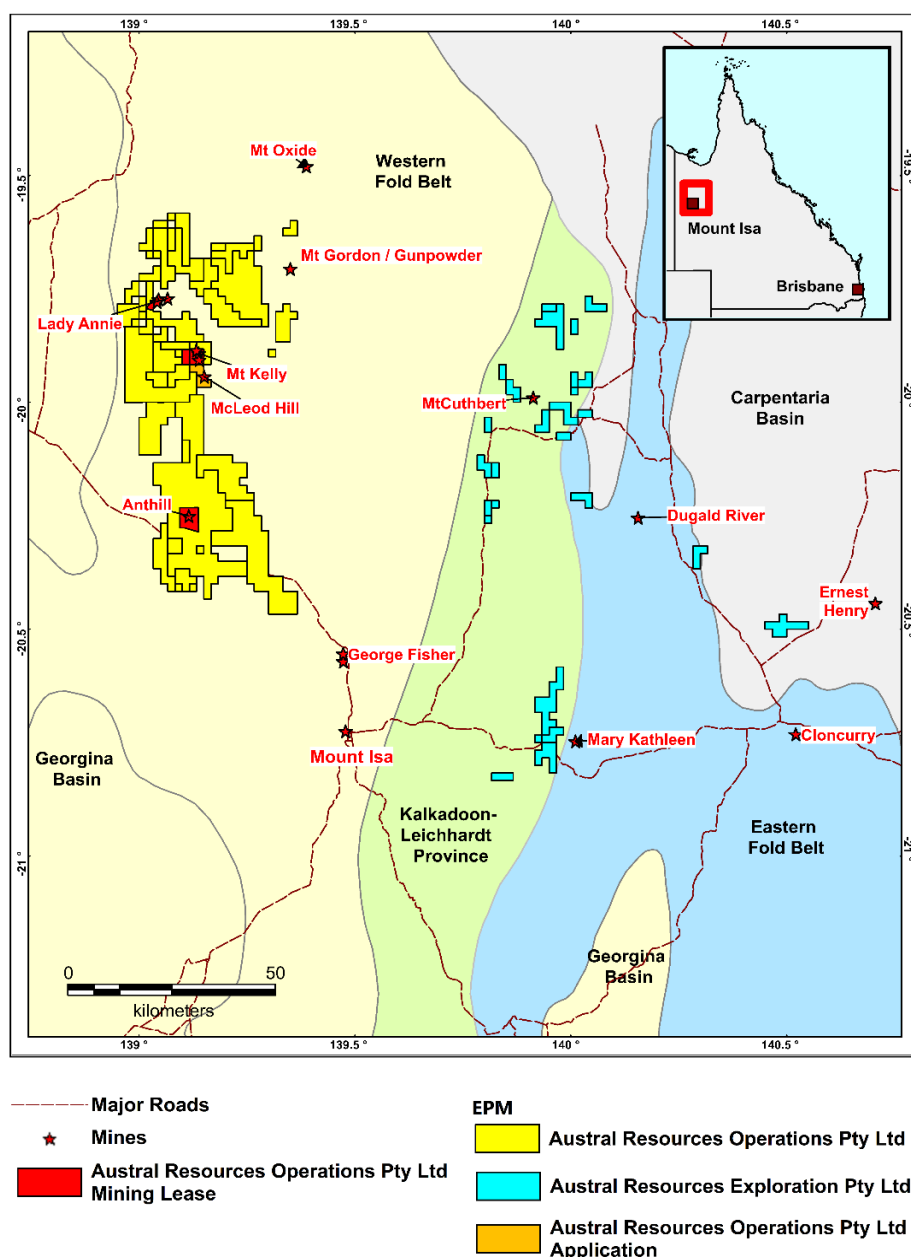 139 °
139.5 °
140 °
140.5 °
Mt Oxide
Western
Fold Belt
-19.5
-19.5
Mount Isa
Brisbane
Mt Gordon / Gunpowder
Lady Annie
Mt Kelly
McLeod Hill
MtCuthbert
Carpentaria
Basin
-20
-20
Anthill
Dugald River
Ernest
Henry
-20.5
-20.5
George Fisher
Mount Isa
Mary Kathleen
Cloncurry
Georgina
Basin
Kalkadoon-
Leichhardt
Province
Eastern
Fold Belt
-21
-21
Georgina
Basin
0
50
kilometers
139 °
139.5 °
140 °
140.5 °
Major Roads
Mines
Austral Resources Operations Pty Ltd
Mining Lease
EPM
Austral Resources Operations Pty Ltd
Austral Resources Exploration Pty Ltd
Austral Resources Operations Pty Ltd
Application